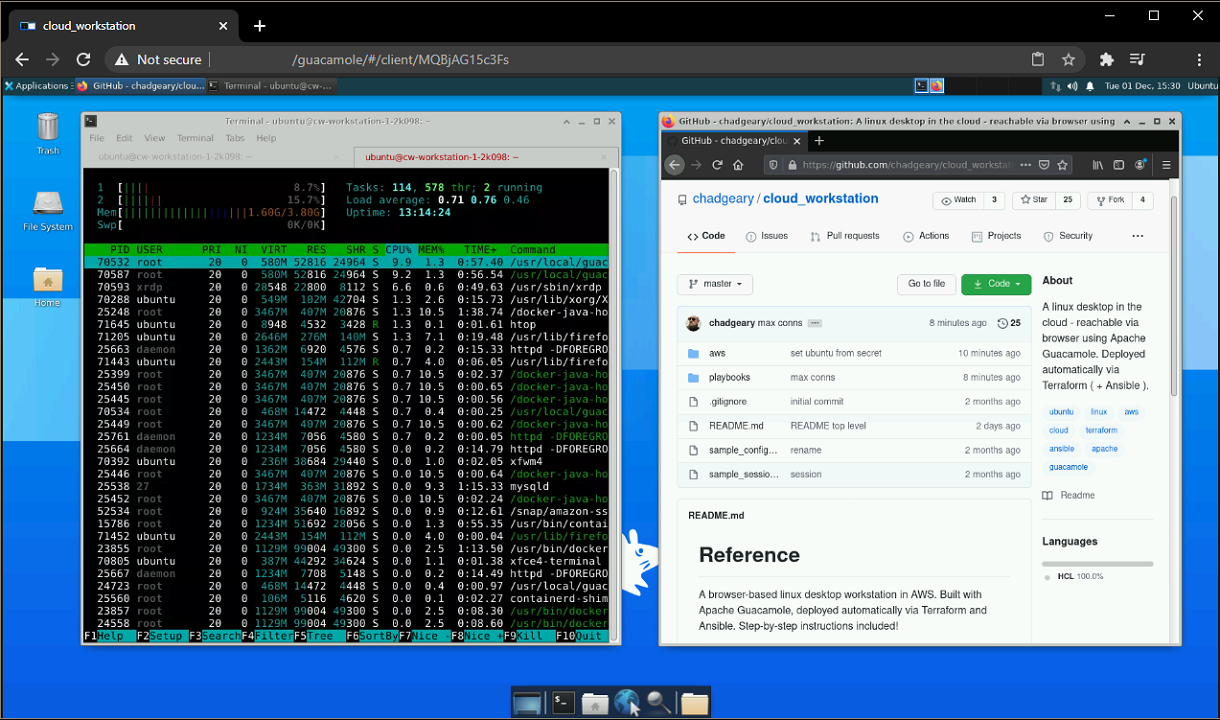 cloud_workstation
Not secure /guacamole/#/client/MQBjAG15c3Fs
Applications GitHub - chadgeary/clou... Terminal - ubuntu@cw-... Tue 01 Dec, 15:30 Ubuntu
Trash
File System
Home
Terminal - ubuntu@cw-workstation-1-2k098: ~
File Edit View Terminal Tabs Help
ubuntu@cw-workstation-1-2k098: ~ ubuntu@cw-workstation-1-2k098: ~
1 [|||| 8.7%] Tasks: 114, 578 thr; 2 running
2 [|||||| 15.7%] Load average: 0.71 0.76 0.46
Mem[||||||||||||||||||||1.60G/3.80G] Uptime: 13:14:24
Swp[ 0K/0K]
PID USER PRI NI VIRT RES SHR S CPU% MEM% TIME+ Command
70532 root 20 0 580M 52816 24964 S 9.9 1.3 0:57.40 /usr/local/guac
70587 root 20 0 580M 52816 24964 S 9.2 1.3 0:56.54 /usr/local/guac
70593 xrdp 20 0 28548 22800 8112 S 6.6 0.6 0:49.63 /usr/sbin/xrdp
70288 ubuntu 20 0 549M 102M 42704 S 1.3 2.6 0:15.73 /usr/lib/xorg/X
25248 root 20 0 3467M 407M 20876 S 1.3 10.5 1:38.74 /docker-java-ho
71645 ubuntu 20 0 8948 4532 3428 R 1.3 0.1 0:01.61 htop
71205 ubuntu 20 0 2646M 276M 140M S 1.3 7.1 0:19.48 /usr/lib/firefo
25663 daemon 20 0 1362M 6920 4576 S 0.7 0.2 0:15.33 httpd -DFOREGRO
71443 ubuntu 20 0 2443M 154M 112M R 0.7 4.0 0:06.05 /usr/lib/firefo
25399 root 20 0 3467M 407M 20876 S 0.7 10.5 0:02.37 /docker-java-ho
25450 root 20 0 3467M 407M 20876 S 0.7 10.5 0:00.65 /docker-java-ho
25445 root 20 0 3467M 407M 20876 S 0.7 10.5 0:00.56 /docker-java-ho
70534 root 20 0 468M 14472 4448 S 0.7 0.4 0:00.25 /usr/local/guac
25449 root 20 0 3467M 407M 20876 S 0.7 10.5 0:00.62 /docker-java-ho
25761 daemon 20 0 1234M 7056 4580 S 0.7 0.2 0:00.05 httpd -DFOREGRO
25664 daemon 20 0 1234M 7056 4580 S 0.7 0.2 0:14.79 httpd -DFOREGRO
70392 ubuntu 20 0 236M 38684 29440 S 0.0 1.0 0:02.05 xfwm4
25446 root 20 0 3467M 407M 20876 S 0.0 10.5 0:00.64 /docker-java-ho
25538 27 20 0 1734M 363M 31892 S 0.0 9.3 1:15.33 mysqld
25452 root 20 0 3467M 407M 20876 S 0.0 10.5 0:02.24 /docker-java-ho
52534 root 20 0 924M 35640 16892 S 0.0 0.9 0:12.61 /snap/amazon-ss
15786 root 20 0 1234M 51692 28056 S 0.0 1.3 0:55.35 /usr/bin/contai
71452 ubuntu 20 0 2443M 154M 112M S 0.0 4.0 0:00.04 /usr/lib/firefo
23855 root 20 0 1129M 99004 49300 S 0.0 2.5 1:13.50 /usr/bin/docker
70805 ubuntu 20 0 387M 44292 34624 S 0.0 1.1 0:01.38 xfce4-terminal
25667 daemon 20 0 1234M 7708 5148 S 0.0 0.2 0:14.49 httpd -DFOREGRO
24723 root 20 0 468M 14472 4448 S 0.0 0.4 0:00.97 /usr/local/guac
25560 root 20 0 106M 5116 4620 S 0.0 0.1 0:02.27 containerd-shim
23857 root 20 0 1129M 99004 49300 S 0.0 2.5 0:08.30 /usr/bin/docker
24558 root 20 0 1129M 99004 49300 S 0.0 2.5 0:08.60 /usr/bin/docker
F1Help F2Setup F3Search F4Filter F5Tree F6SortBy F7Nice - F8Nice + F9Kill F10Quit
GitHub - chadgeary/cloud_workstation: A linux desktop in the cloud - reachable via browser using
GitHub - chadgeary/clou
https://github.com/chadgeary/cloud_workstat
chadgeary / cloud_workstation Watch 3 Star 25 Fork 4
Code Issues Pull requests Actions Projects Security ...
master Go to file Code
chadgeary max conns ... 8 minutes ago 25
aws set ubuntu from secret 10 minutes ago
playbooks max conns 8 minutes ago
.gitignore initial commit 2 months ago
README.md README top level 2 days ago
sample_config... rename 2 months ago
sample_sessio... session 2 months ago
About
A linux desktop in the
cloud - reachable via
browser using Apache
Guacamole. Deployed
automatically via
Terraform ( + Ansible ).
ubuntu linux aws
cloud terraform
ansible apache
guacamole
Readme
Languages
HCL 100.0%
README.md
Reference
A browser-based linux desktop workstation in AWS. Built with
Apache Guacamole, deployed automatically via Terraform and
Ansible. Step-by-step instructions included!